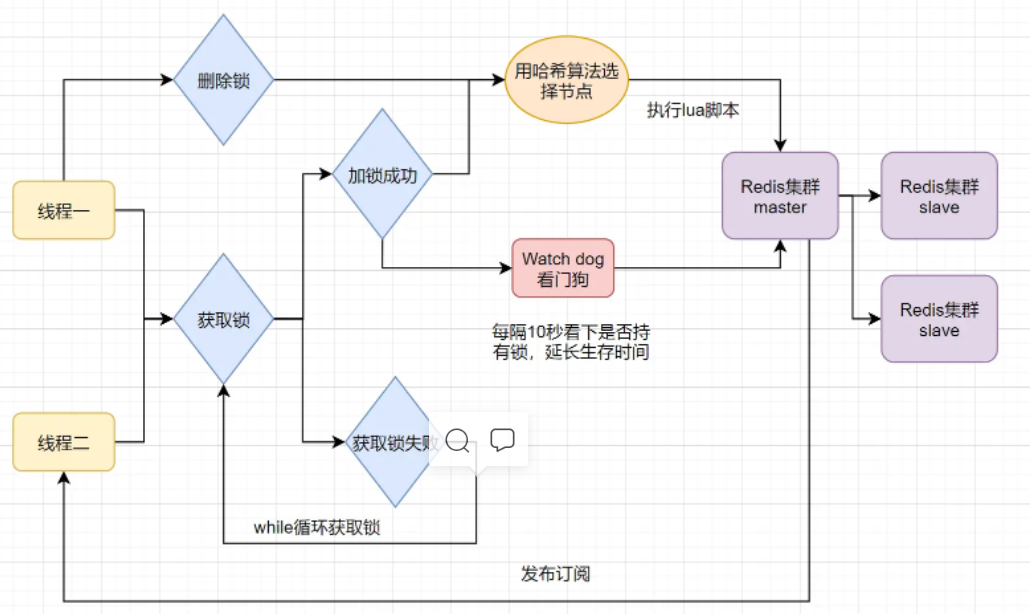 删除锁
用哈希算法选
择节点
执行lua脚本
加锁成功
Redis集群
master
Redis集群
slave
线程一
Watch dog
看门狗
获取锁
Redis集群
slave
每隔10秒看下是否持
有锁，延长生存时间
线程二
获取锁失败
while循环获取锁
发布订阅